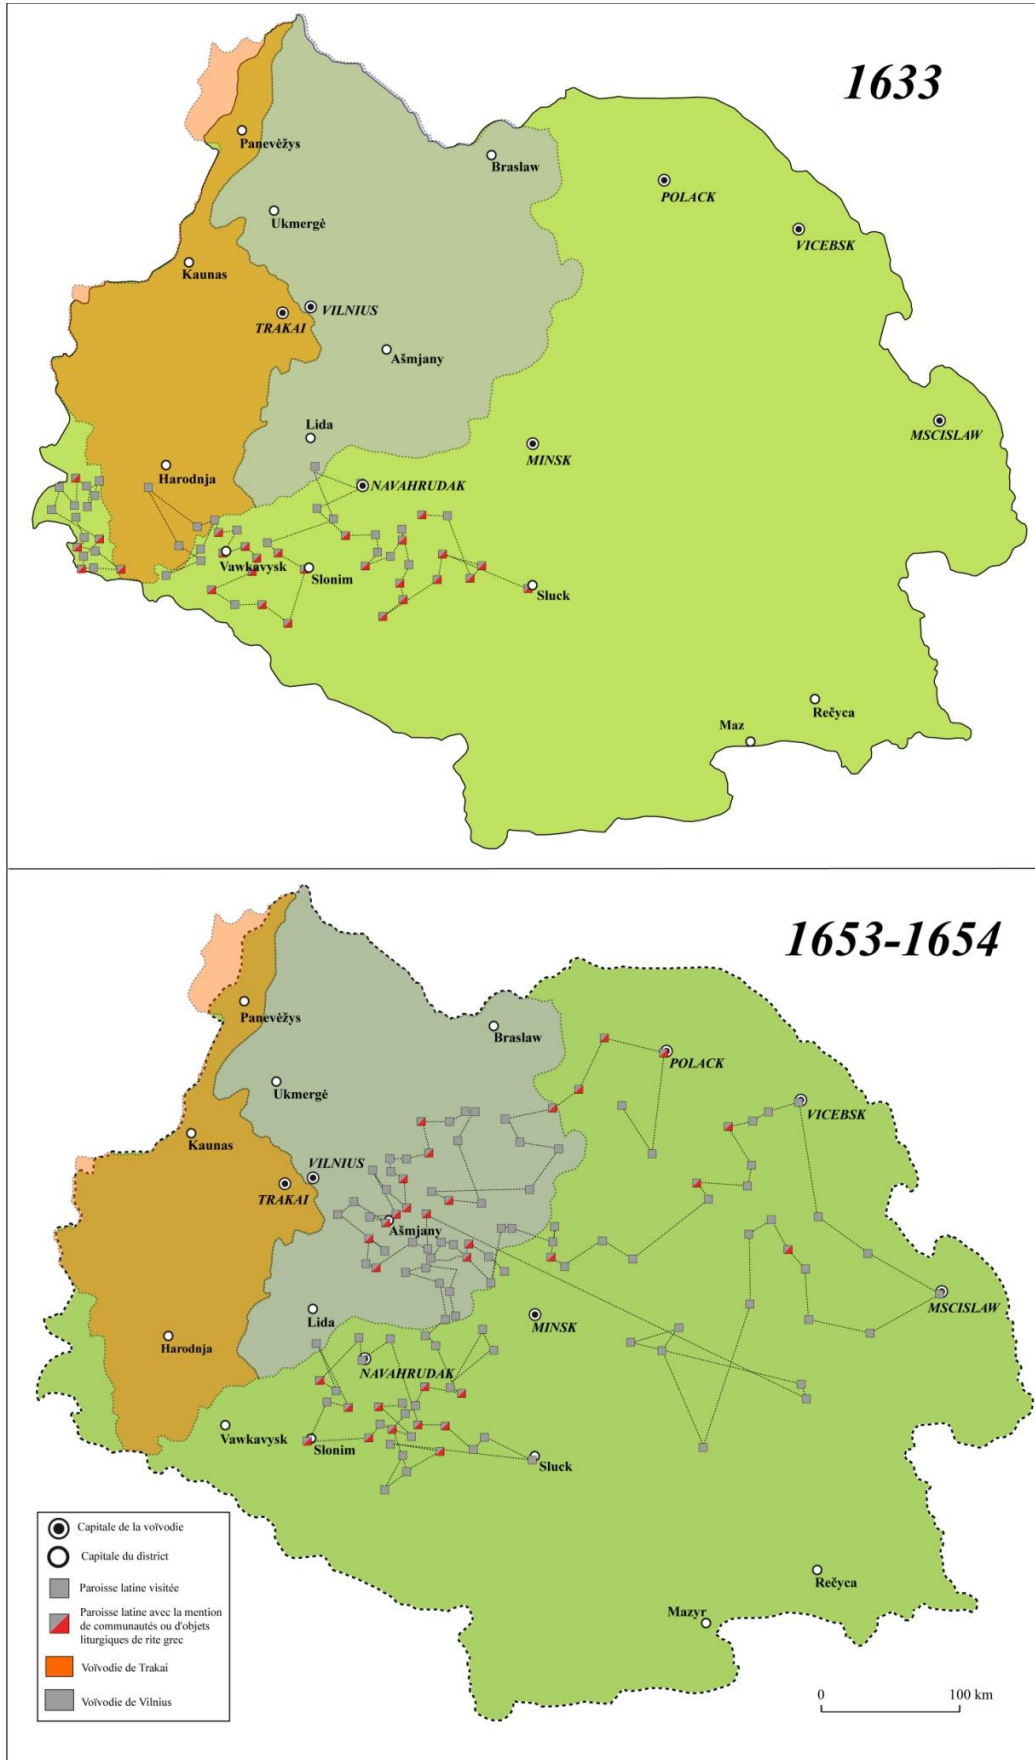 1633
Panevėžys
Braslaw
POLACK
Ukmergė
VICEBSK
Kaunas
VILNIUS
TRAKAI
Ašmjany
MSCISLAW
Lida
MINSK
Harodnja
NAVAHRUDAK
Vawkavysk
Slonim
Sluck
Rečyca
Maz
1653-1654
Panevėžys
Braslaw
POLACK
Ukmergė
VICEBSK
Kaunas
VILNIUS
TRAKAI
Ašmjany
MSCISLAW
Lida
MINSK
Harodnja
NAVAHRUDAK
Vawkavysk
Slonim
Sluck
Rečyca
Mazyr
Capitale de la voïvodie
Capitale du district
Paroisse latine visitée
Paroisse latine avec la mention
de communautés ou d'objets
liturgiques de rite grec
Voïvodie de Trakai
Voïvodie de Vilnius
0 100 km